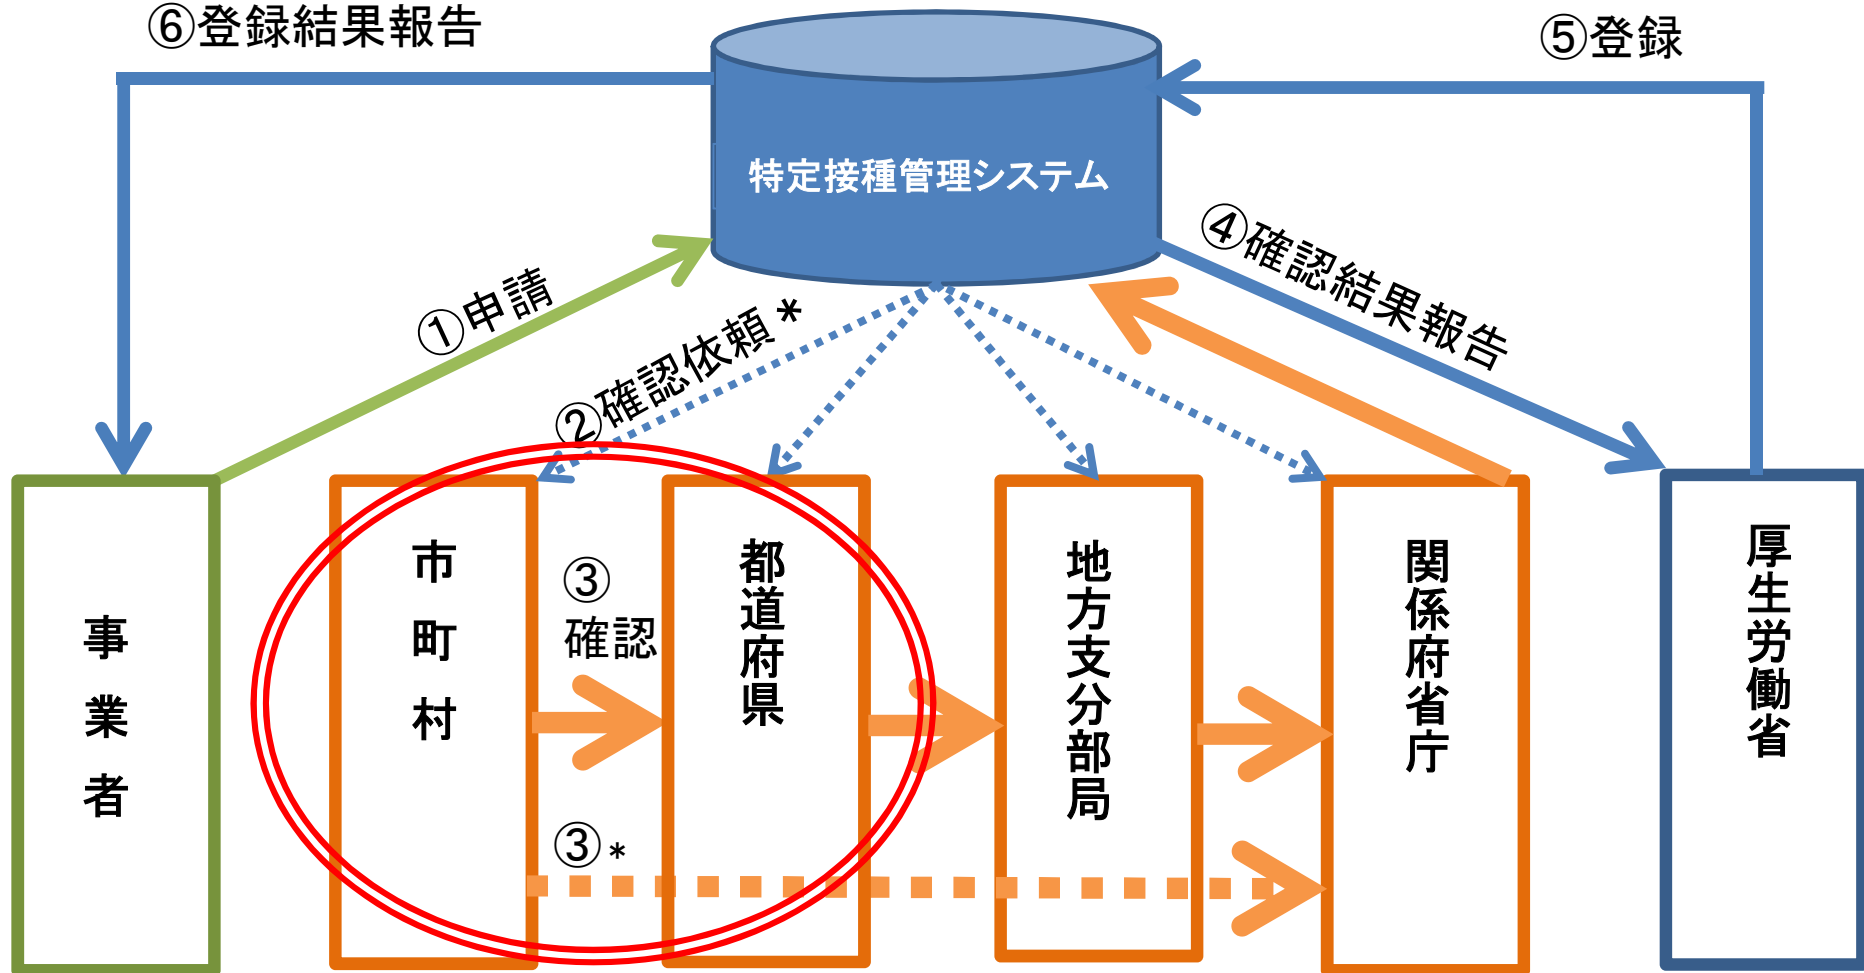 ⑥登録結果報告
⑤登録
特定接種管理システム
①申請
②確認依頼*
④確認結果報告
事業者
市町村
③
確認
都道府県
地方支分部局
関係府省庁
厚生労働省
③*